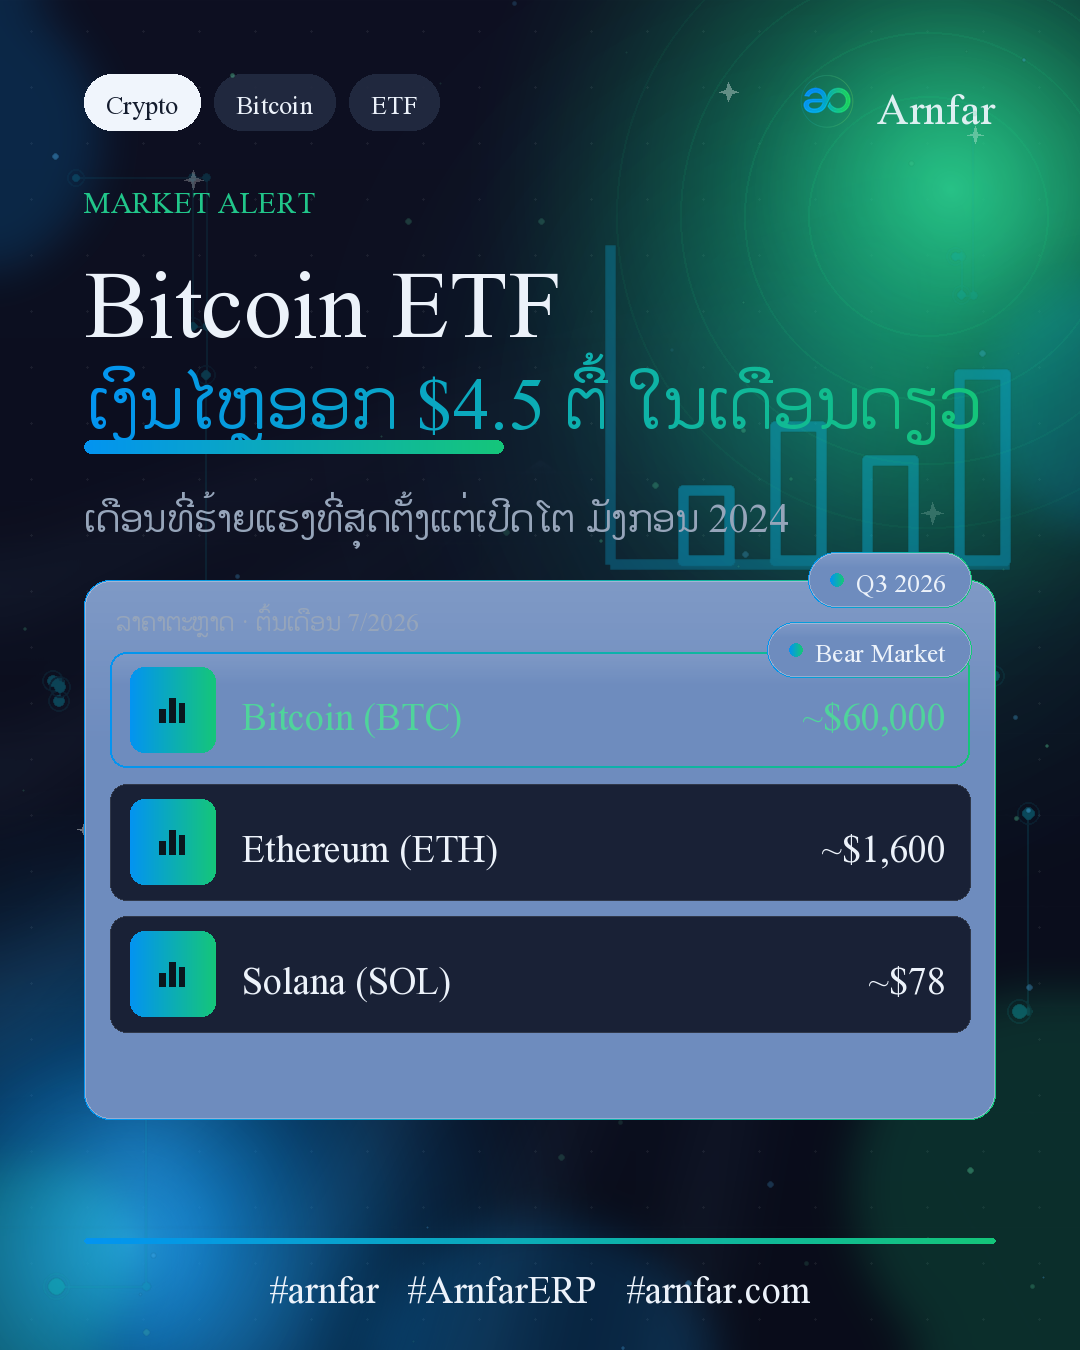 Crypto Bitcoin ETF
Arnfar
MARKET ALERT
Bitcoin ETF
ເງິນໄຫຼອອກ $4.5 ຕື້ ໃນເດືອນດຽວ
ເດືອນທີ່ຮ້າຍແຮງທີ່ສຸດຕັ້ງແຕ່ເປີດໂຕ ມັງກອນ 2024
Q3 2026
ລາຄາຕະຫຼາດ · ຕົ້ນເດືອນ 7/2026
Bear Market
Bitcoin (BTC) ~$60,000
Ethereum (ETH) ~$1,600
Solana (SOL) ~$78
#arnfar #ArnfarERP #arnfar.com